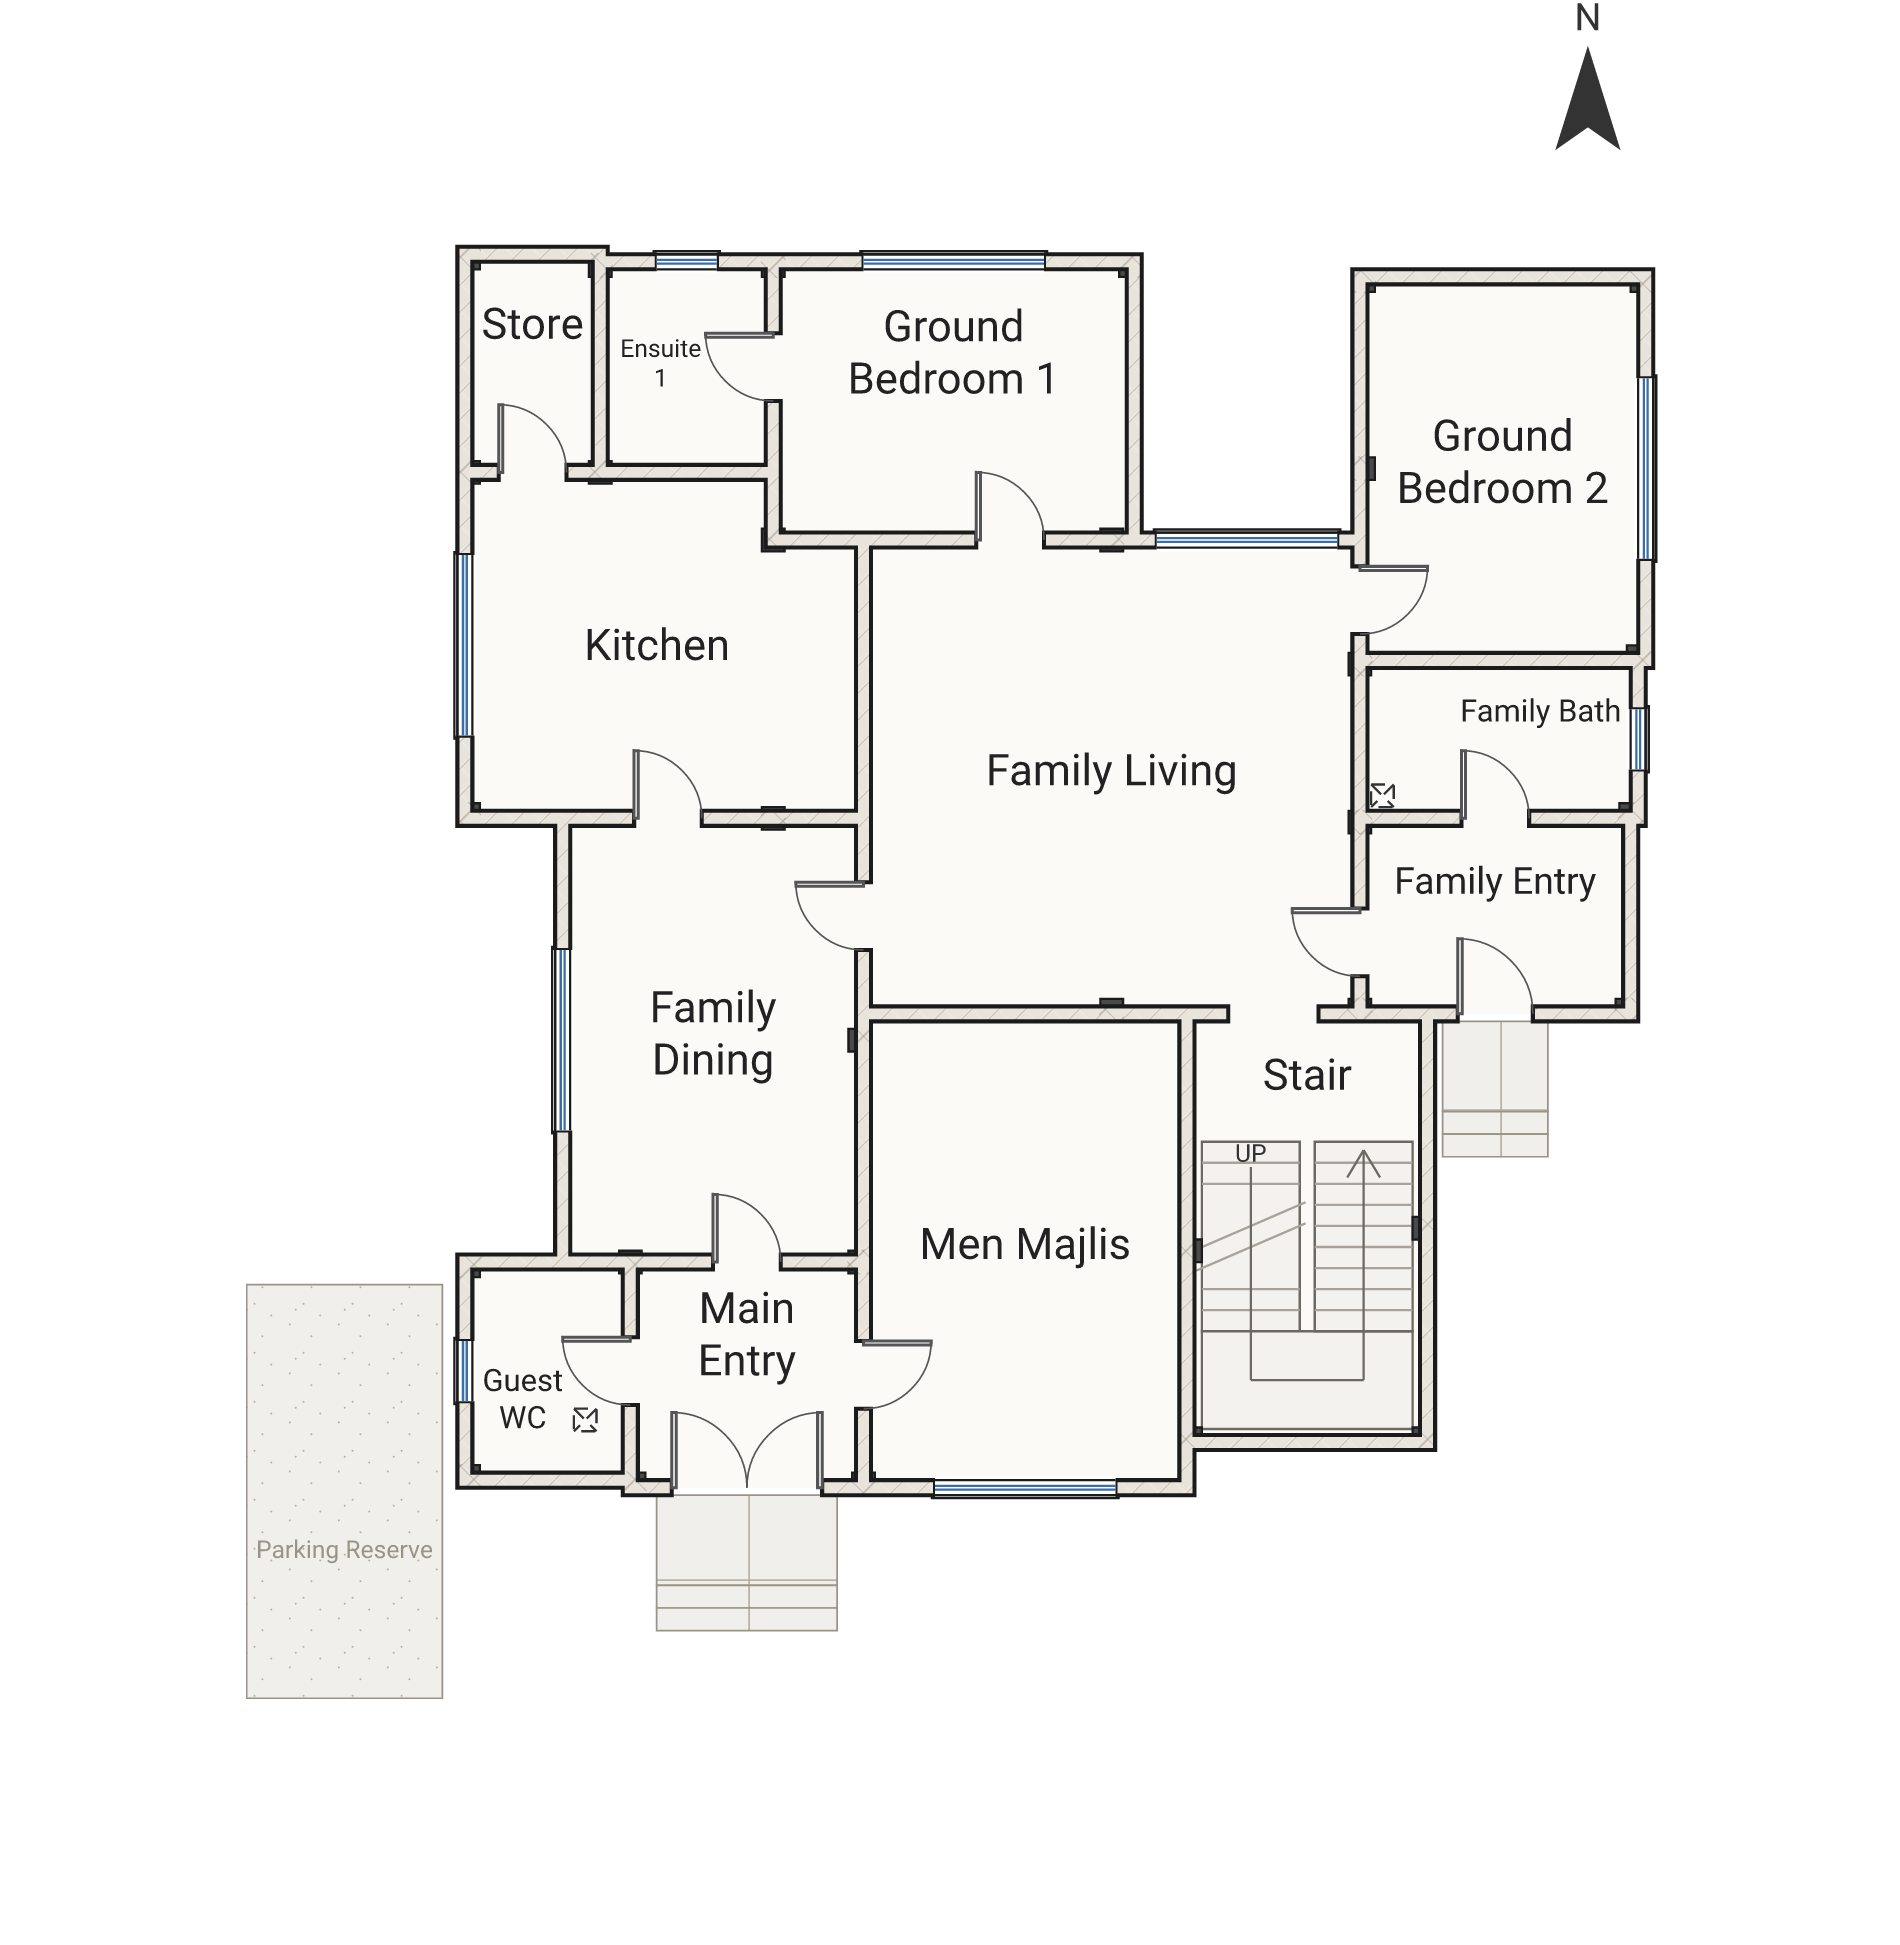 N
Store
Ensuite
1
Ground
Bedroom 1
Ground
Bedroom 2
Kitchen
Family Bath
Family Living
Family Entry
Family
Dining
Stair
UP
Men Majlis
Main
Entry
Guest
WC
Parking Reserve